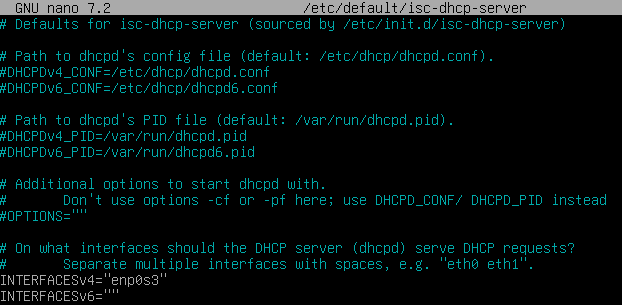 GNU nano 7.2 /etc/default/isc-dhcp-server
# Defaults for isc-dhcp-server (sourced by /etc/init.d/isc-dhcp-server)
# Path to dhcpd's config file (default: /etc/dhcp/dhcpd.conf).
#DHCPDv4_CONF=/etc/dhcp/dhcpd.conf
#DHCPDv6_CONF=/etc/dhcp/dhcpd6.conf
# Path to dhcpd's PID file (default: /var/run/dhcpd.pid).
#DHCPDv4_PID=/var/run/dhcpd.pid
#DHCPDv6_PID=/var/run/dhcpd6.pid
# Additional options to start dhcpd with.
#       Don't use options -cf or -pf here; use DHCPD_CONF/ DHCPD_PID instead
#OPTIONS=""
# On what interfaces should the DHCP server (dhcpd) serve DHCP requests?
#       Separate multiple interfaces with spaces, e.g. "eth0 eth1".
INTERFACESv4="enp0s3"
INTERFACESv6=""